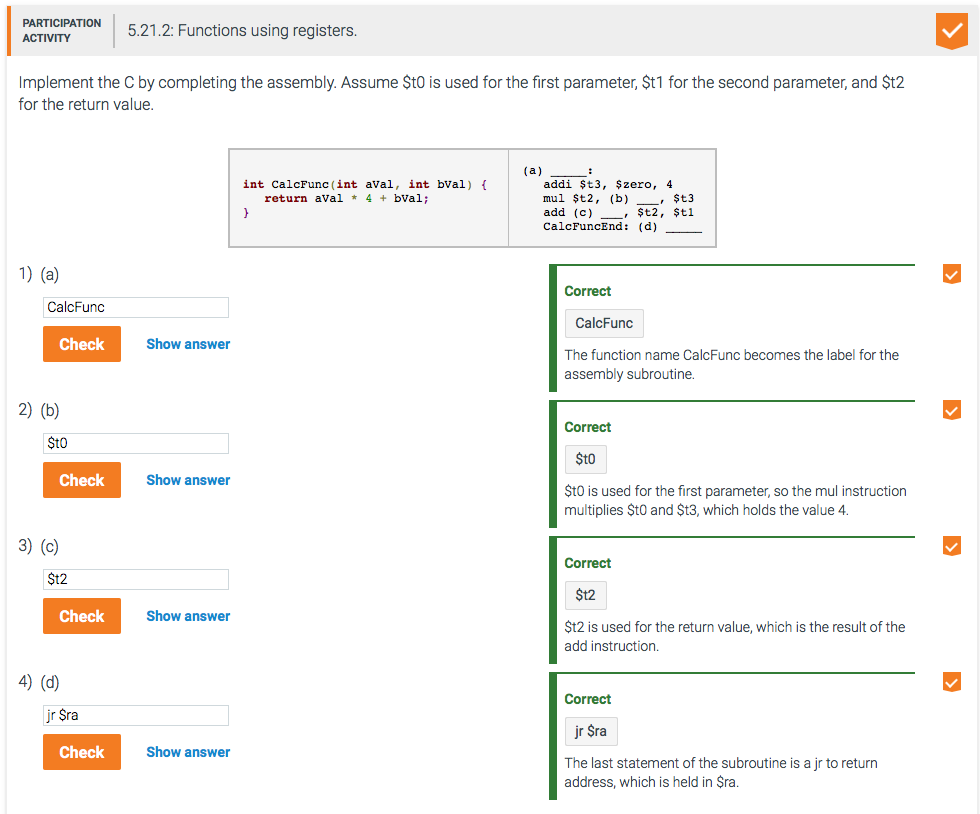 PARTICIPATION
ACTIVITY
5.21.2: Functions using registers.
Implement the C by completing the assembly. Assume $t0 is used for the first parameter, $t1 for the second parameter, and $t2
for the return value.
int CalcFunc(int aVal, int bVal) {
return aVal * 4 + bVal;
}
(a) _____:
addi $t3, $zero, 4
mul $t2, (b) ___, $t3
add (c) ___, $t2, $t1
CalcFuncEnd: (d) _____
1) (a)
CalcFunc
Check
Show answer
Correct
CalcFunc
The function name CalcFunc becomes the label for the
assembly subroutine.
2) (b)
$t0
Check
Show answer
Correct
$t0
$t0 is used for the first parameter, so the mul instruction
multiplies $t0 and $t3, which holds the value 4.
3) (c)
$t2
Check
Show answer
Correct
$t2
$t2 is used for the return value, which is the result of the
add instruction.
4) (d)
jr $ra
Check
Show answer
Correct
jr $ra
The last statement of the subroutine is a jr to return
address, which is held in $ra.